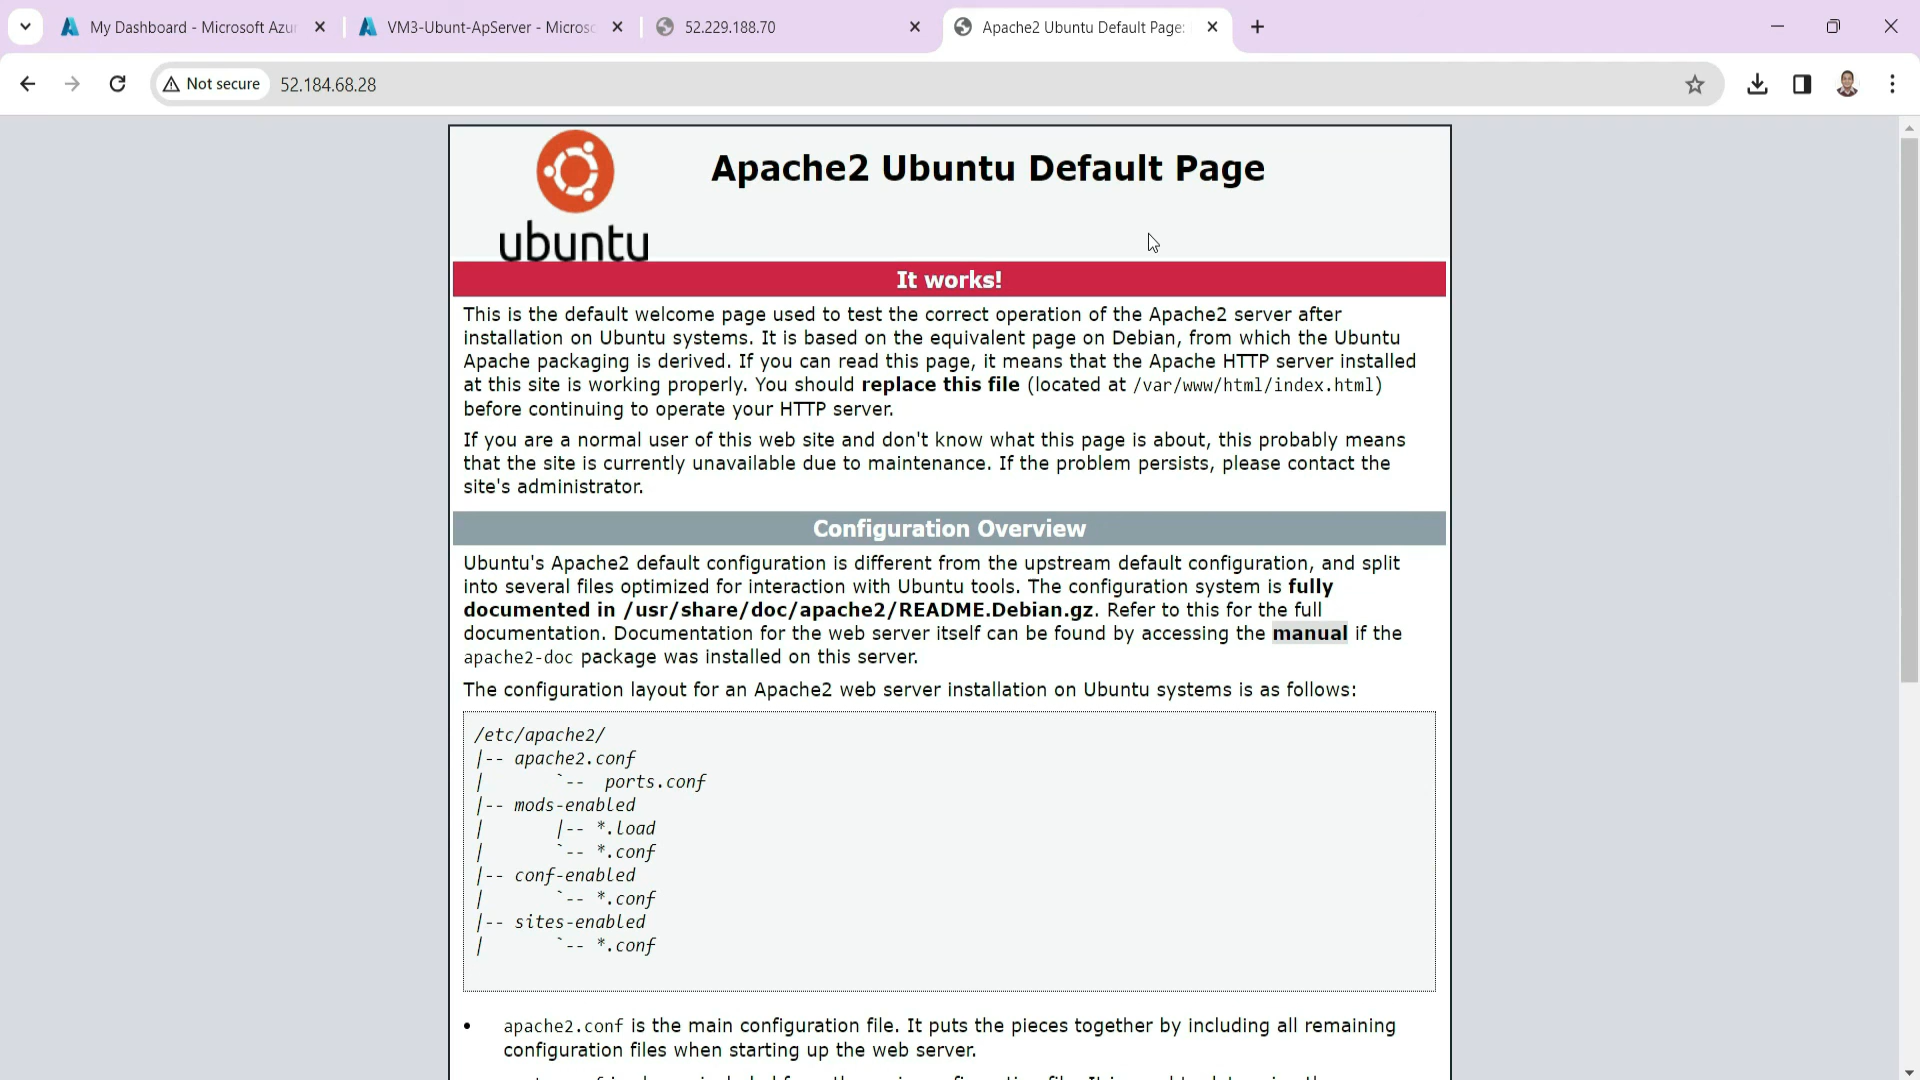 My Dashboard - Microsoft Azur
VM3-Ubunt-ApServer - Microsc
52.229.188.70
Apache2 Ubuntu Default Page:
Not secure
52.184.68.28
ubuntu
Apache2 Ubuntu Default Page
It works!
This is the default welcome page used to test the correct operation of the Apache2 server after
installation on Ubuntu systems. It is based on the equivalent page on Debian, from which the Ubuntu
Apache packaging is derived. If you can read this page, it means that the Apache HTTP server installed
at this site is working properly. You should replace this file (located at /var/www/html/index.html)
before continuing to operate your HTTP server.
If you are a normal user of this web site and don't know what this page is about, this probably means
that the site is currently unavailable due to maintenance. If the problem persists, please contact the
site's administrator.
Configuration Overview
Ubuntu's Apache2 default configuration is different from the upstream default configuration, and split
into several files optimized for interaction with Ubuntu tools. The configuration system is fully
documented in /usr/share/doc/apache2/README.Debian.gz. Refer to this for the full
documentation. Documentation for the web server itself can be found by accessing the manual if the
apache2-doc package was installed on this server.
The configuration layout for an Apache2 web server installation on Ubuntu systems is as follows:
/etc/apache2/
|-- apache2.conf
|       `--  ports.conf
|-- mods-enabled
|       |-- *.load
|       `-- *.conf
|-- conf-enabled
|       `-- *.conf
|-- sites-enabled
|       `-- *.conf
• apache2.conf is the main configuration file. It puts the pieces together by including all remaining
configuration files when starting up the web server.